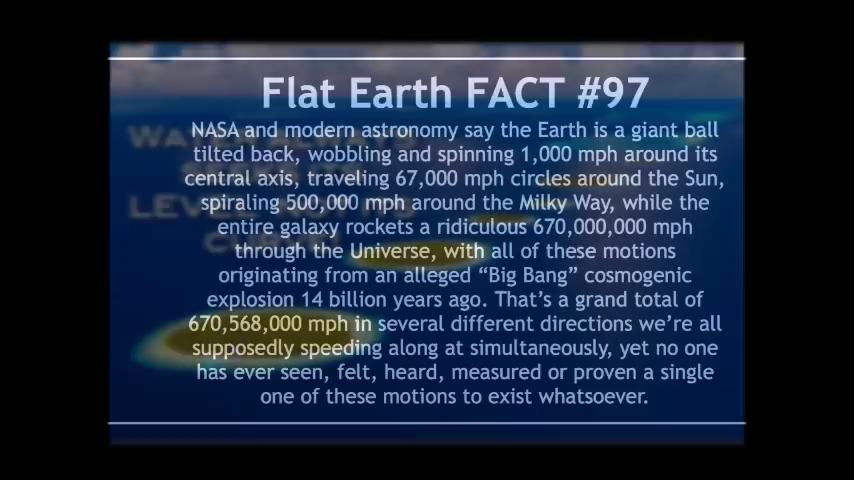 Flat Earth FACT #97
NASA and modern astronomy say the Earth is a giant ball
tilted back, wobbling and spinning 1,000 mph around its
central axis, traveling 67,000 mph circles around the Sun,
spiraling 500,000 mph around the Milky Way, while the
entire galaxy rockets a ridiculous 670,000,000 mph
through the Universe, with all of these motions
originating from an alleged “Big Bang” cosmogenic
explosion 14 billion years ago. That’s a grand total of
670,568,000 mph in several different directions we’re all
supposedly speeding along at simultaneously, yet no one
has ever seen, felt, heard, measured or proven a single
one of these motions to exist whatsoever.